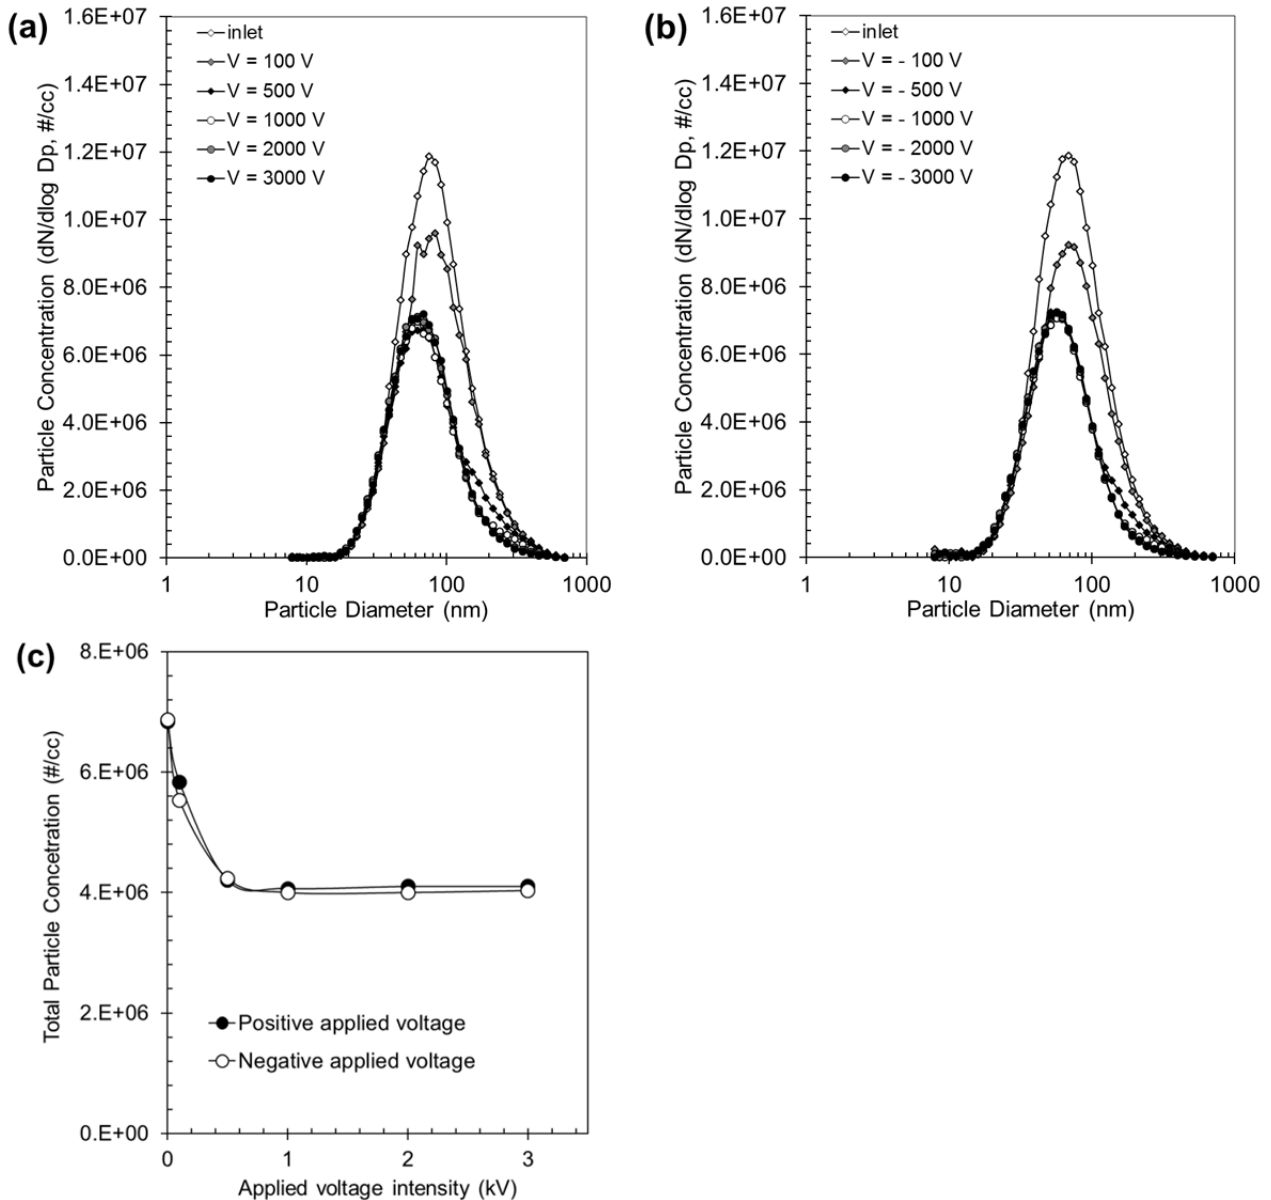 (a)
1.6E+07
1.4E+07
1.2E+07
1.0E+07
8.0E+06
6.0E+06
4.0E+06
2.0E+06
0.0E+00
Particle Concentration (dN/dlog Dp, #/cc)
inlet
V = 100 V
V = 500 V
V = 1000 V
V = 2000 V
V = 3000 V
1 10 100 1000
Particle Diameter (nm)
(b)
1.6E+07
1.4E+07
1.2E+07
1.0E+07
8.0E+06
6.0E+06
4.0E+06
2.0E+06
0.0E+00
Particle Concentration (dN/dlog Dp, #/cc)
inlet
V = - 100 V
V = - 500 V
V = - 1000 V
V = - 2000 V
V = - 3000 V
1 10 100 1000
Particle Diameter (nm)
(c)
8.E+06
6.E+06
4.E+06
2.E+06
0.E+00
Total Particle Concetration (#/cc)
Positive applied voltage
Negative applied voltage
0 1 2 3
Applied voltage intensity (kV)